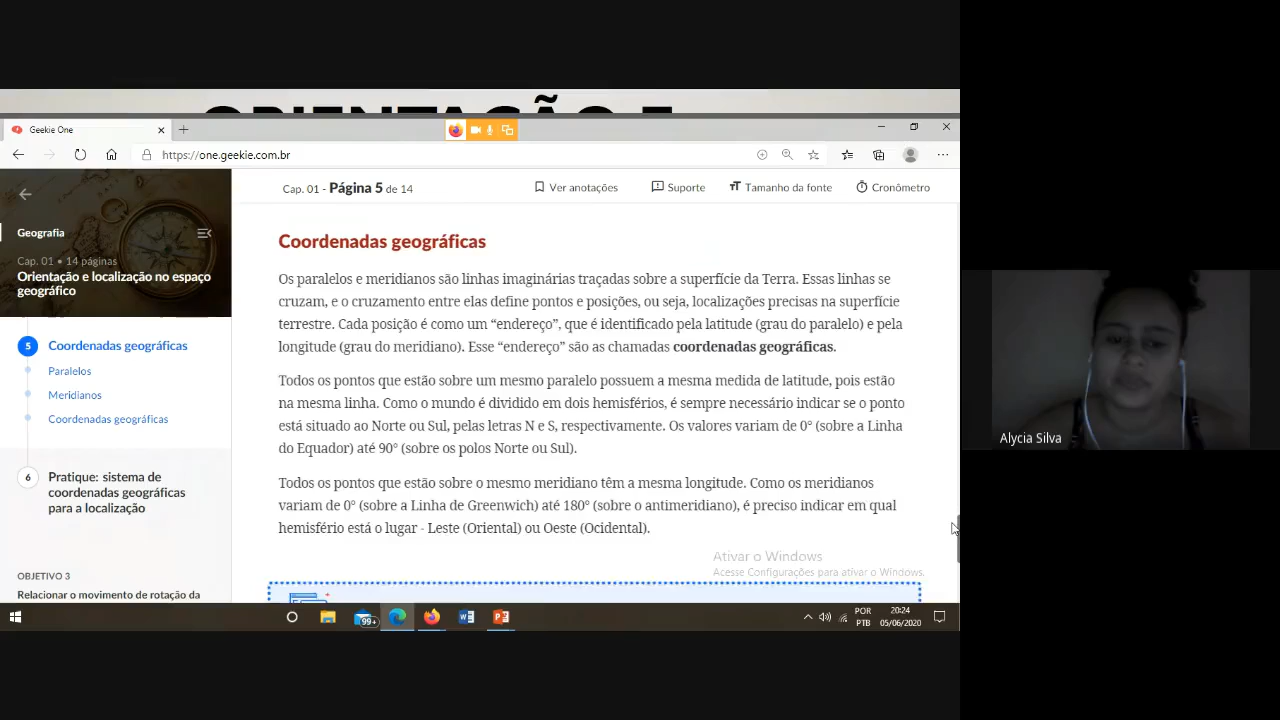 ORIENTAÇÃO E
Geekie One
https://one.geekie.com.br
Geografia
Cap. 01 • 14 páginas
Orientação e localização no espaço
geográfico
5 Coordenadas geográficas
Paralelos
Meridianos
Coordenadas geográficas
6 Pratique: sistema de
coordenadas geográficas
para a localização
OBJETIVO 3
Relacionar o movimento de rotação da
Cap. 01 - Página 5 de 14
Ver anotações
Suporte
Tamanho da fonte
Cronômetro
Coordenadas geográficas
Os paralelos e meridianos são linhas imaginárias traçadas sobre a superfície da Terra. Essas linhas se
cruzam, e o cruzamento entre elas define pontos e posições, ou seja, localizações precisas na superfície
terrestre. Cada posição é como um “endereço”, que é identificado pela latitude (grau do paralelo) e pela
longitude (grau do meridiano). Esse “endereço” são as chamadas coordenadas geográficas.
Todos os pontos que estão sobre um mesmo paralelo possuem a mesma medida de latitude, pois estão
na mesma linha. Como o mundo é dividido em dois hemisférios, é sempre necessário indicar se o ponto
está situado ao Norte ou Sul, pelas letras N e S, respectivamente. Os valores variam de 0° (sobre a Linha
do Equador) até 90° (sobre os polos Norte ou Sul).
Todos os pontos que estão sobre o mesmo meridiano têm a mesma longitude. Como os meridianos
variam de 0° (sobre a Linha de Greenwich) até 180° (sobre o antimeridiano), é preciso indicar em qual
hemisfério está o lugar - Leste (Oriental) ou Oeste (Ocidental).
Ativar o Windows
Acesse Configurações para ativar o Windows.
99+
POR
PTB
20:24
05/06/2020
Alycia Silva